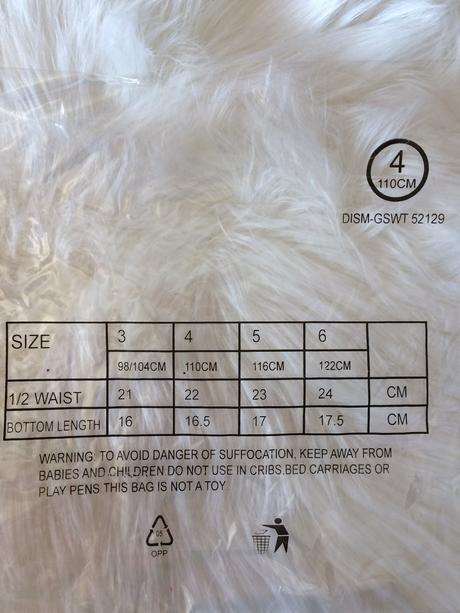 4
110CM
DISM-GSWT 52129
SIZE 3 4 5 6
98/104CM 110CM 116CM 122CM
1/2 WAIST 21 22 23 24 CM
BOTTOM LENGTH 16 16.5 17 17.5 CM
WARNING: TO AVOID DANGER OF SUFFOCATION, KEEP AWAY FROM
BABIES AND CHILDREN DO NOT USE IN CRIBS.BED CARRIAGES OR
PLAY PENS THIS BAG IS NOT A TOY
05
OPP